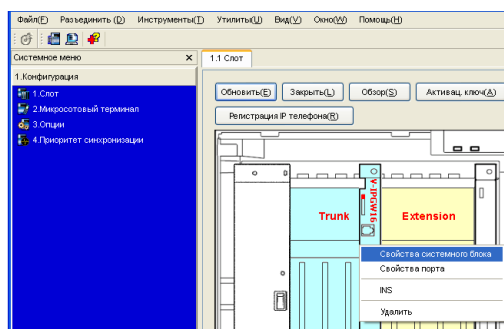 Файл(F) Разъединить (D) Инструменты(T) Утилиты(U) Вид(V) Окно(W) Помощь(H)
Системное меню
1.1 Слот
1.Конфигурация
1.Слот
2.Микросотовый терминал
3.Опции
4.Приоритет синхронизации
Обновить(E) Закрыть(L) Обзор(S) Активац. ключ(A)
Регистрация IP телефона(R)
V-IPGW16
Trunk
Extension
Свойства системного блока
Свойства порта
INS
Удалить